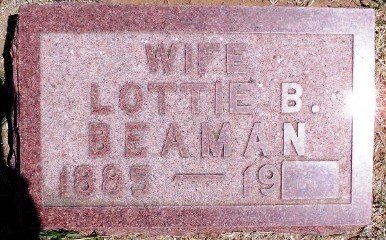 WIFE
LOTTIE B.
BEAMAN
1885 — 19